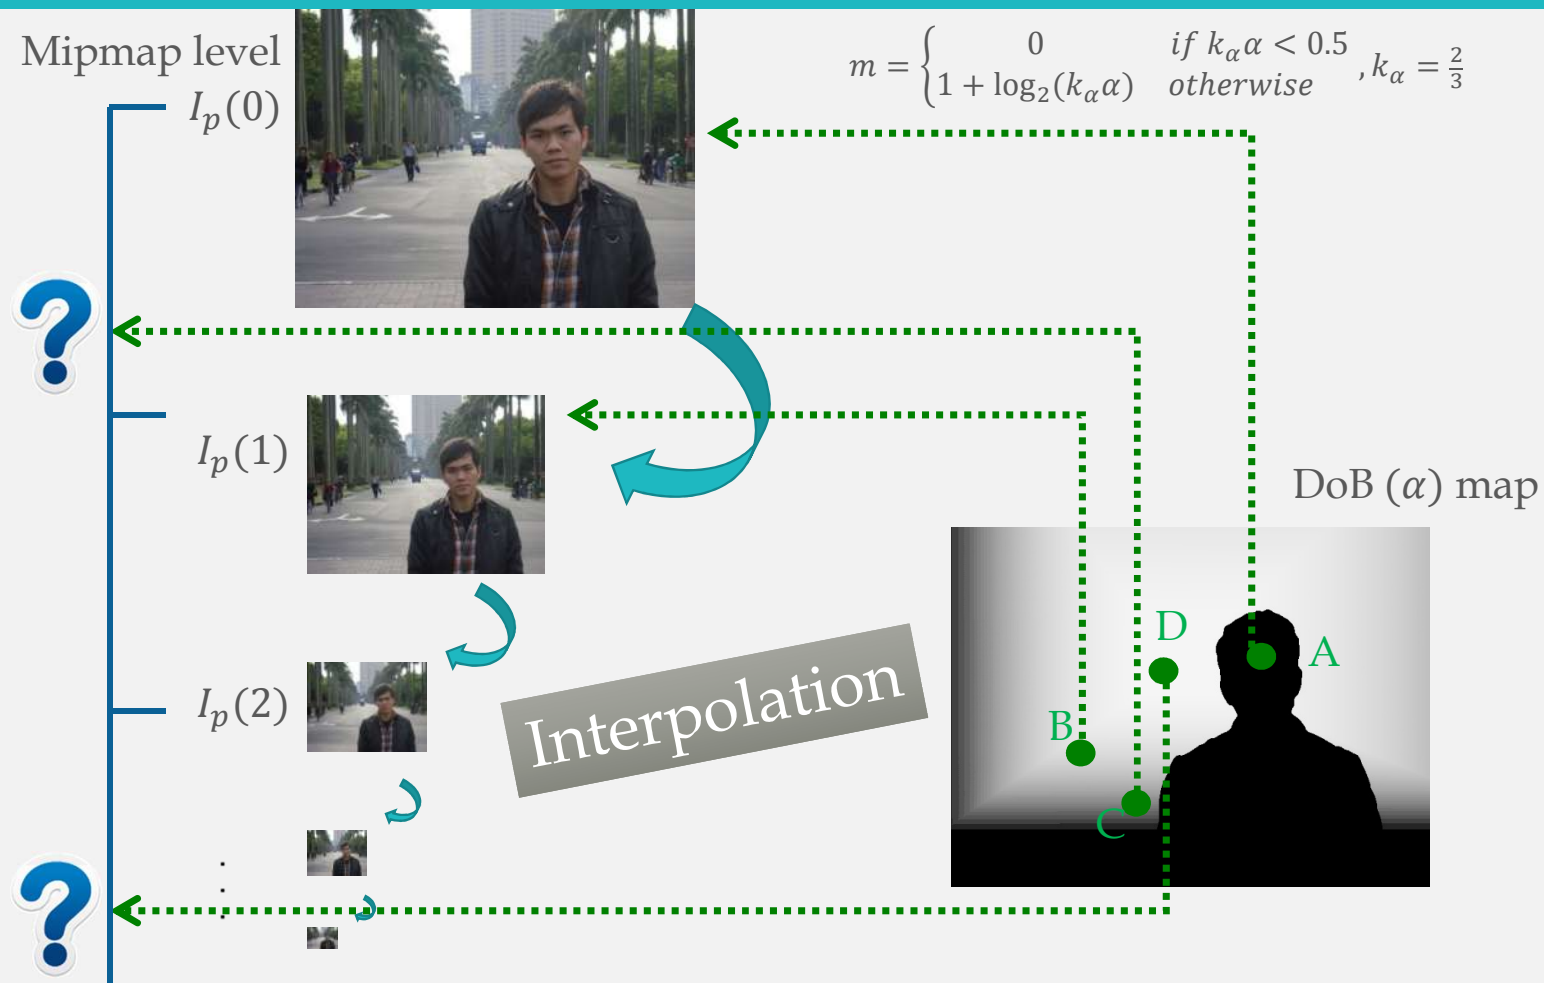 Mipmap level
I_p(0)
m = { 0 if k_α α < 0.5
1 + log_2(k_α α) otherwise , k_α = 2/3
?
I_p(1)
DoB (α) map
I_p(2)
Interpolation
D
A
B
C
⋮
?